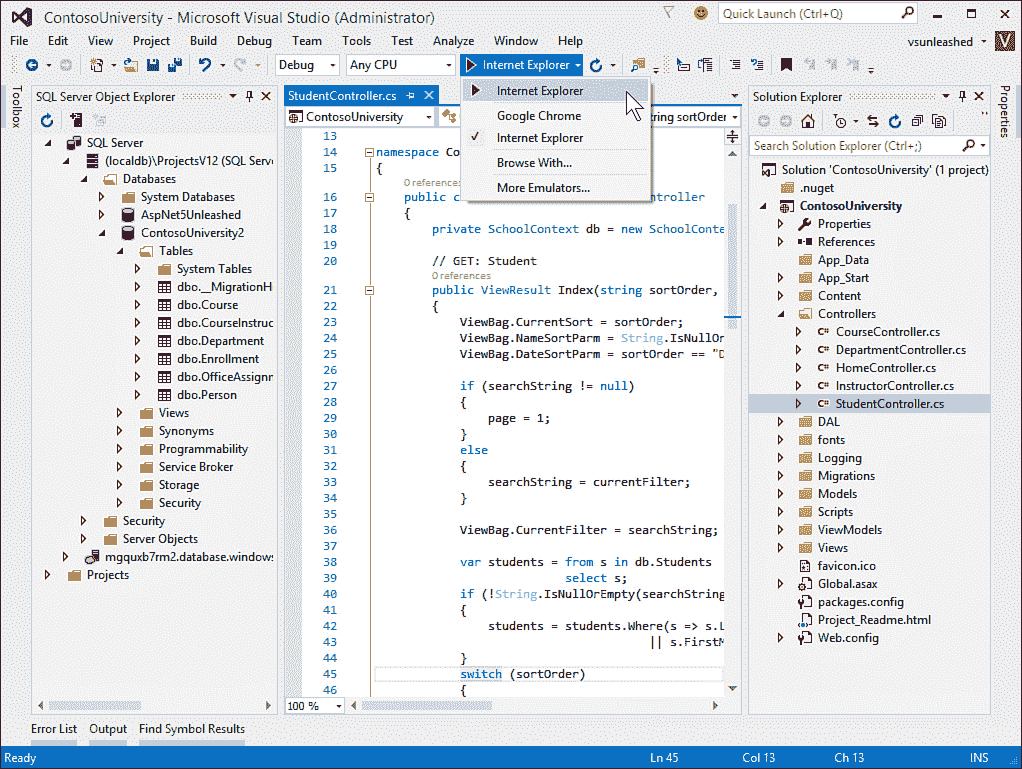 ContosoUniversity - Microsoft Visual Studio (Administrator)
Quick Launch (Ctrl+Q)
File Edit View Project Build Debug Team Tools Test Analyze Window Help
vsunleashed
Debug
Any CPU
Internet Explorer
Internet Explorer
Google Chrome
Internet Explorer
Browse With...
More Emulators...
Toolbox
SQL Server Object Explorer
SQL Server
(localdb)\ProjectsV12 (SQL Serve
Databases
System Databases
AspNet5Unleashed
ContosoUniversity2
Tables
System Tables
dbo.__MigrationH
dbo.Course
dbo.CourseInstruc
dbo.Department
dbo.Enrollment
dbo.OfficeAssignn
dbo.Person
Views
Synonyms
Programmability
Service Broker
Storage
Security
Security
Server Objects
mgquxb7rm2.database.windows
Projects
StudentController.cs
ContosoUniversity
tring sortOrder
13
14 namespace Co
15 {
0 references
16 public c ontroller
17 {
18 private SchoolContext db = new SchoolConte
19
20 // GET: Student
0 references
21 public ViewResult Index(string sortOrder,
22 {
23 ViewBag.CurrentSort = sortOrder;
24 ViewBag.NameSortParm = String.IsNullOr
25 ViewBag.DateSortParm = sortOrder == "D
26
27 if (searchString != null)
28 {
29 page = 1;
30 }
31 else
32 {
33 searchString = currentFilter;
34 }
35
36 ViewBag.CurrentFilter = searchString;
37
38 var students = from s in db.Students
39 select s;
40 if (!String.IsNullOrEmpty(searchString
41 {
42 students = students.Where(s => s.L
43 || s.FirstM
44 }
45 switch (sortOrder)
46 {
100 %
Solution Explorer
Search Solution Explorer (Ctrl+;)
Solution 'ContosoUniversity' (1 project)
.nuget
ContosoUniversity
Properties
References
App_Data
App_Start
Content
Controllers
C# CourseController.cs
C# DepartmentController.cs
C# HomeController.cs
C# InstructorController.cs
C# StudentController.cs
DAL
fonts
Logging
Migrations
Models
Scripts
ViewModels
Views
favicon.ico
Global.asax
packages.config
Project_Readme.html
Web.config
Properties
Error List Output Find Symbol Results
Ready Ln 45 Col 13 Ch 13 INS